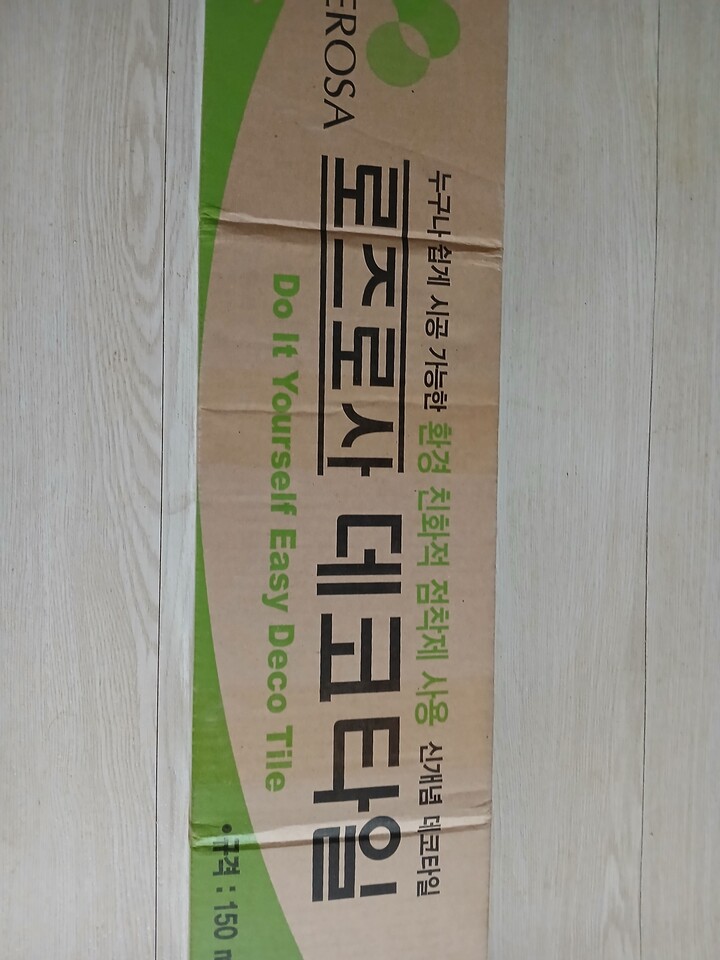 EROSA
누구나 쉽게 시공 가능한 환경 친화적 점착제 사용 신개념 데코타일
로즈로사 데코타일
Do It Yourself Easy Deco Tile
•규격 : 150